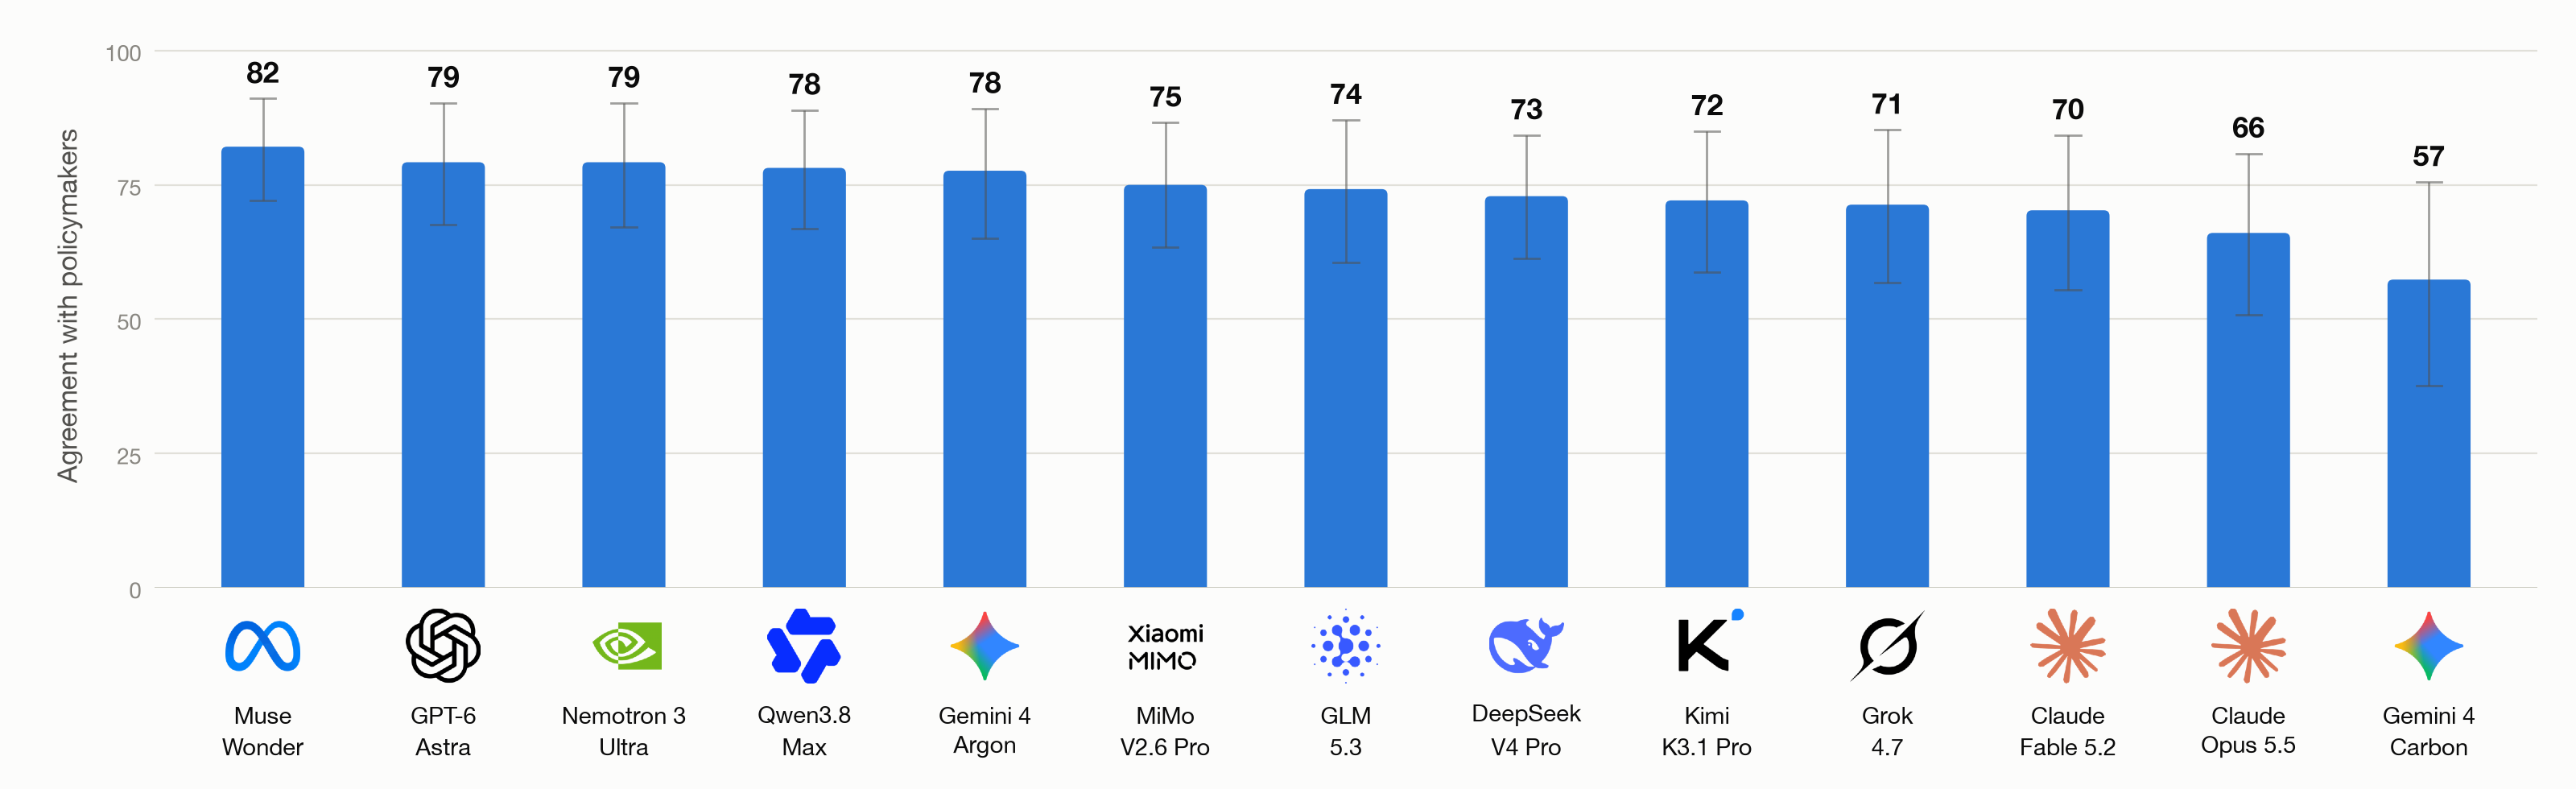 100
75
50
25
0
Agreement with policymakers
82
79
79
78
78
75
74
73
72
71
70
66
57
Xiaomi
MIMO
Muse
Wonder
GPT-6
Astra
Nemotron 3
Ultra
Qwen3.8
Max
Gemini 4
Argon
MiMo
V2.6 Pro
GLM
5.3
DeepSeek
V4 Pro
Kimi
K3.1 Pro
Grok
4.7
Claude
Fable 5.2
Claude
Opus 5.5
Gemini 4
Carbon